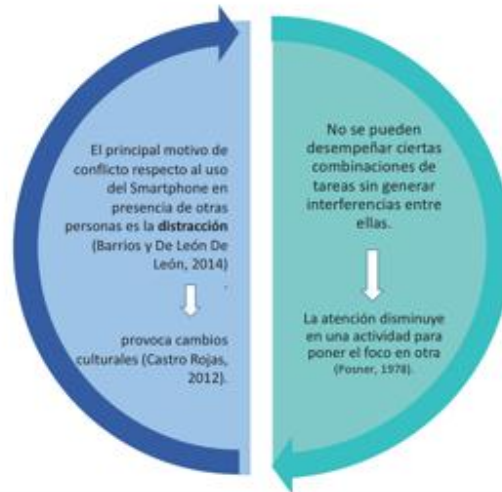 El principal motivo de
conflicto respecto al uso
del Smartphone en
presencia de otras
personas es la distracción
(Barrios y De León De
León, 2014)
.
provoca cambios
culturales (Castro Rojas,
2012).
No se pueden
desempeñar ciertas
combinaciones de
tareas sin generar
interferencias entre
ellas.
La atención disminuye
en una actividad para
poner el foco en otra
(Posner, 1978).